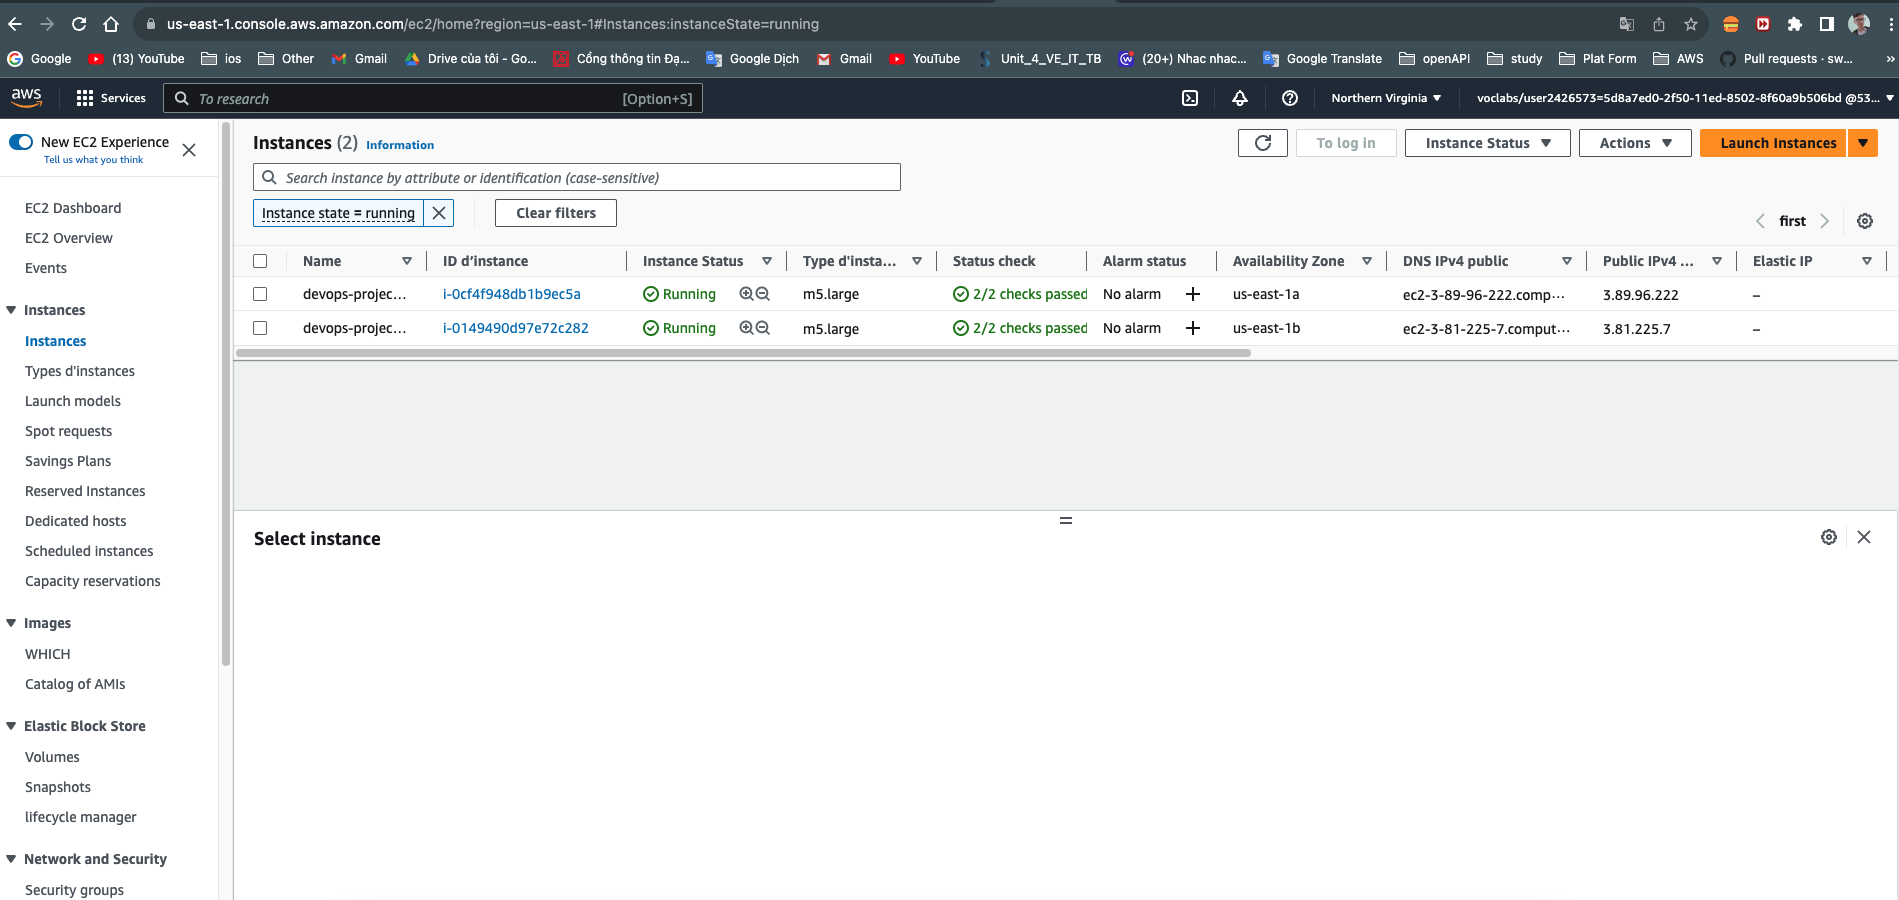 us-east-1.console.aws.amazon.com/ec2/home?region=us-east-1#Instances:instanceState=running
Google (13) YouTube ios Other Gmail Drive của tôi - Go... Cổng thông tin Đạ... Google Dịch Gmail YouTube Unit_4_VE_IT_TB (20+) Nhac nhac... Google Translate openAPI study Plat Form AWS Pull requests · sw... »
aws Services To research [Option+S] Northern Virginia voclabs/user2426573=5d8a7ed0-2f50-11ed-8502-8f60a9b506bd @53...
New EC2 Experience
Tell us what you think
EC2 Dashboard
EC2 Overview
Events
Instances
Instances
Types d'instances
Launch models
Spot requests
Savings Plans
Reserved Instances
Dedicated hosts
Scheduled instances
Capacity reservations
Images
WHICH
Catalog of AMIs
Elastic Block Store
Volumes
Snapshots
lifecycle manager
Network and Security
Security groups
Instances (2) Information
To log in Instance Status Actions Launch Instances
Search instance by attribute or identification (case-sensitive)
Instance state = running Clear filters
first
Name ID d’instance Instance Status Type d'insta... Status check Alarm status Availability Zone DNS IPv4 public Public IPv4 ... Elastic IP
devops-projec... i-0cf4f948db1b9ec5a Running m5.large 2/2 checks passed No alarm + us-east-1a ec2-3-89-96-222.comp··· 3.89.96.222 –
devops-projec... i-0149490d97e72c282 Running m5.large 2/2 checks passed No alarm + us-east-1b ec2-3-81-225-7.comput··· 3.81.225.7 –
Select instance